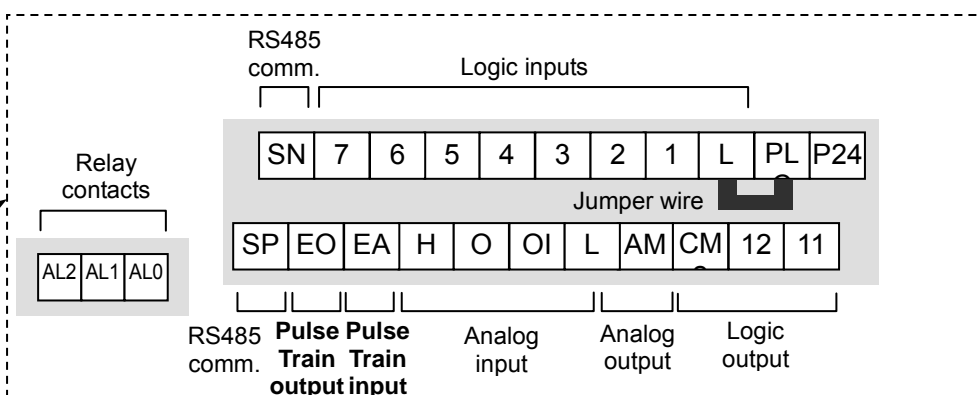 RS485
comm.
Logic inputs
SN 7 6 5 4 3 2 1 L PL P24
Relay
contacts
Jumper wire
SP EO EA H O OI L AM CM 12 11
AL2 AL1 AL0
RS485
comm.
Pulse
Train
output
Pulse
Train
input
Analog
input
Analog
output
Logic
output